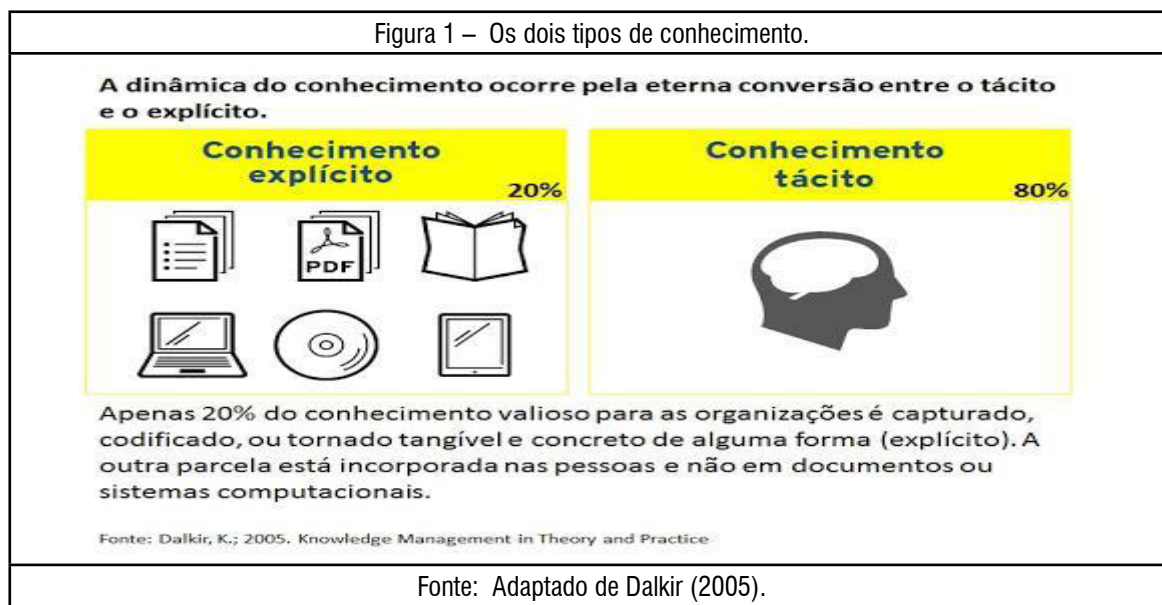 Figura 1 – Os dois tipos de conhecimento.
A dinâmica do conhecimento ocorre pela eterna conversão entre o tácito
e o explícito.
Conhecimento
explícito
20%
Conhecimento
tácito
80%
PDF
Apenas 20% do conhecimento valioso para as organizações é capturado,
codificado, ou tornado tangível e concreto de alguma forma (explícito). A
outra parcela está incorporada nas pessoas e não em documentos ou
sistemas computacionais.
Fonte: Dalkir, K.; 2005. Knowledge Management in Theory and Practice
Fonte: Adaptado de Dalkir (2005).